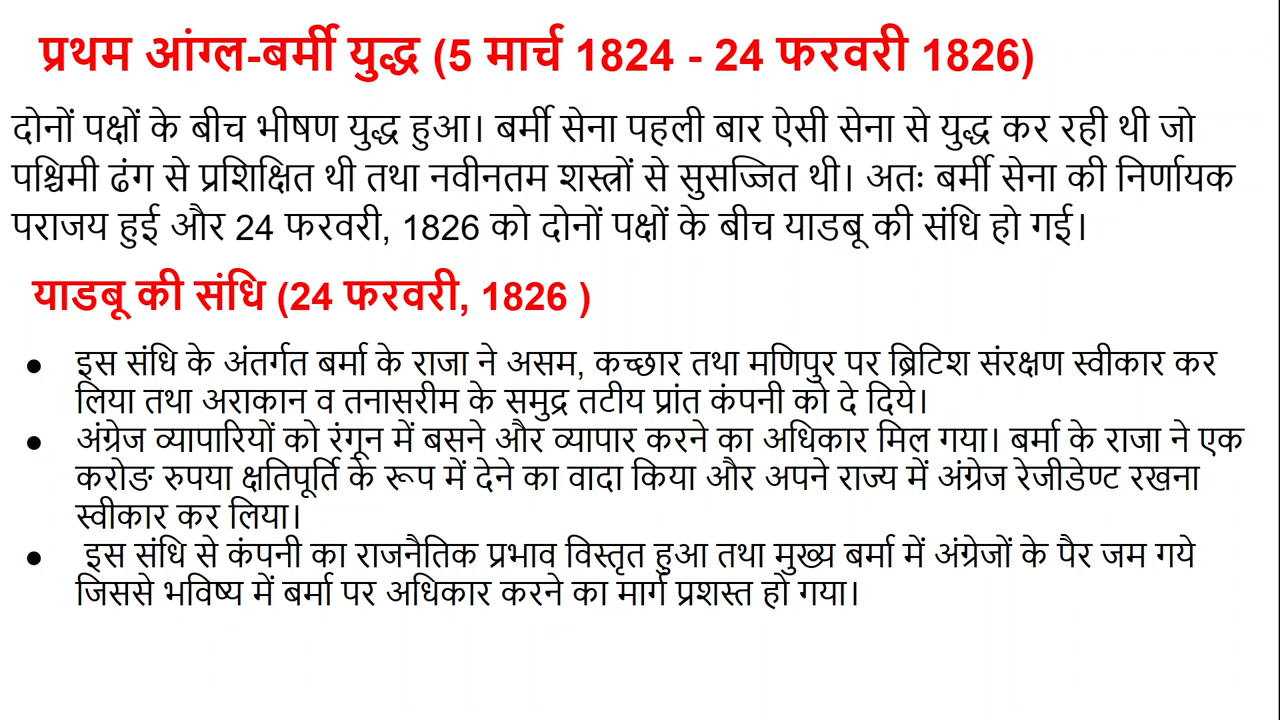 प्रथम आंग्ल-बर्मी युद्ध (5 मार्च 1824 - 24 फरवरी 1826)
दोनों पक्षों के बीच भीषण युद्ध हुआ। बर्मी सेना पहली बार ऐसी सेना से युद्ध कर रही थी जो
पश्चिमी ढंग से प्रशिक्षित थी तथा नवीनतम शस्त्रों से सुसज्जित थी। अतः बर्मी सेना की निर्णायक
पराजय हुई और 24 फरवरी, 1826 को दोनों पक्षों के बीच याडबू की संधि हो गई।
याडबू की संधि (24 फरवरी, 1826 )
● इस संधि के अंतर्गत बर्मा के राजा ने असम, कच्छार तथा मणिपुर पर ब्रिटिश संरक्षण स्वीकार कर
लिया तथा अराकान व तनासरीम के समुद्र तटीय प्रांत कंपनी को दे दिये।
● अंग्रेज व्यापारियों को रंगून में बसने और व्यापार करने का अधिकार मिल गया। बर्मा के राजा ने एक
करोङ रुपया क्षतिपूर्ति के रूप में देने का वादा किया और अपने राज्य में अंग्रेज रेजीडेण्ट रखना
स्वीकार कर लिया।
● इस संधि से कंपनी का राजनैतिक प्रभाव विस्तृत हुआ तथा मुख्य बर्मा में अंग्रेजों के पैर जम गये
जिससे भविष्य में बर्मा पर अधिकार करने का मार्ग प्रशस्त हो गया।